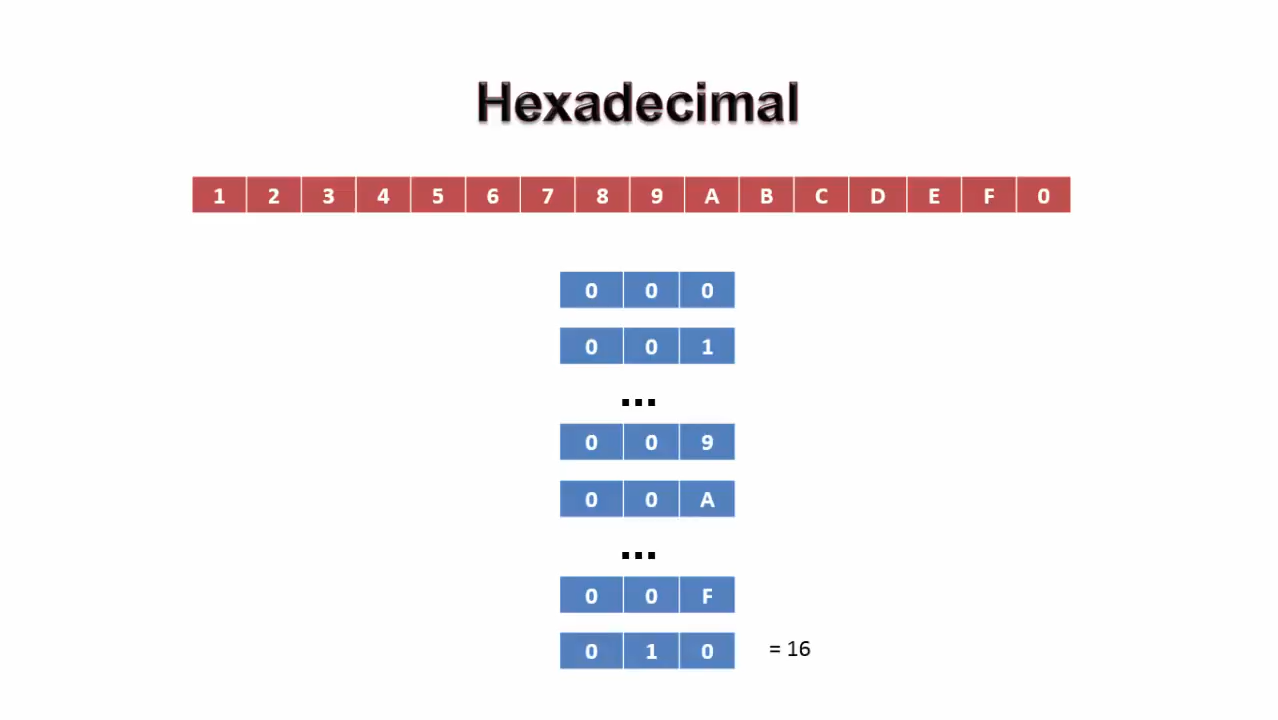 Hexadecimal
1 2 3 4 5 6 7 8 9 A B C D E F 0
0 0 0
0 0 1
...
0 0 9
0 0 A
...
0 0 F
0 1 0 = 16